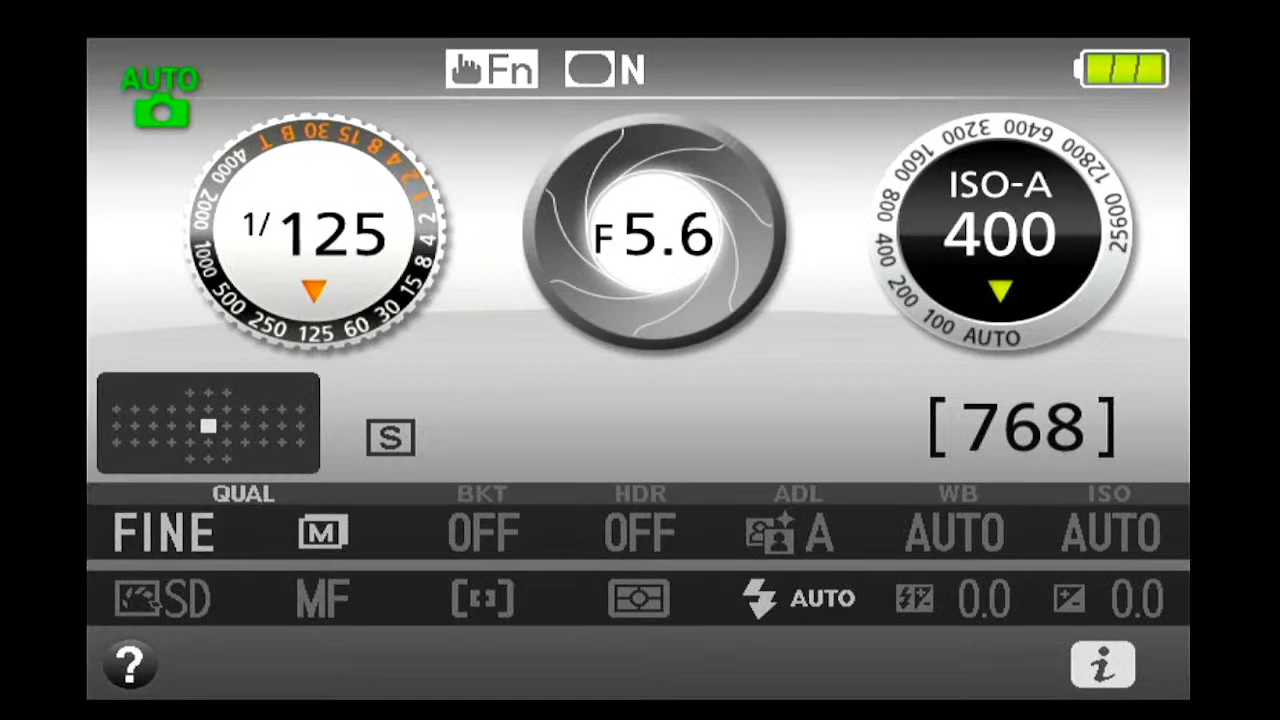 AUTO
Fn N
T B 30 15 8 4 2 1 2 4 8 15 30 60 125 250 500 1000 2000 4000
1/125
F5.6
AUTO 100 200 400 800 1600 3200 6400 12800 25600
ISO-A
400
S
[768]
QUAL BKT HDR ADL WB ISO
FINE M OFF OFF A AUTO AUTO
SD MF AUTO 0.0 0.0
? i